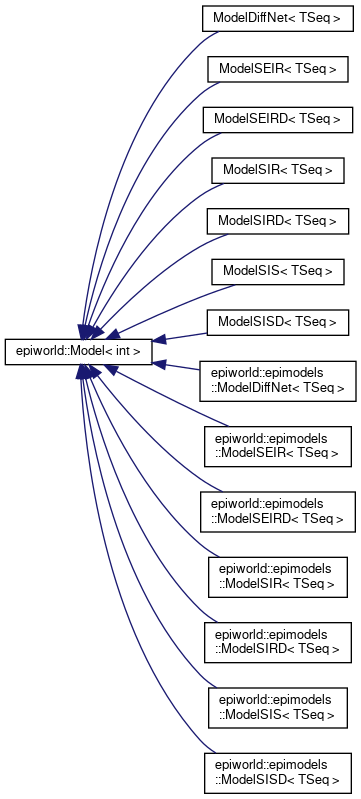 ModelDiffNet< TSeq >
ModelSEIR< TSeq >
ModelSEIRD< TSeq >
ModelSIR< TSeq >
ModelSIRD< TSeq >
ModelSIS< TSeq >
ModelSISD< TSeq >
epiworld::Model< int >
epiworld::epimodels
::ModelDiffNet< TSeq >
epiworld::epimodels
::ModelSEIR< TSeq >
epiworld::epimodels
::ModelSEIRD< TSeq >
epiworld::epimodels
::ModelSIR< TSeq >
epiworld::epimodels
::ModelSIRD< TSeq >
epiworld::epimodels
::ModelSIS< TSeq >
epiworld::epimodels
::ModelSISD< TSeq >